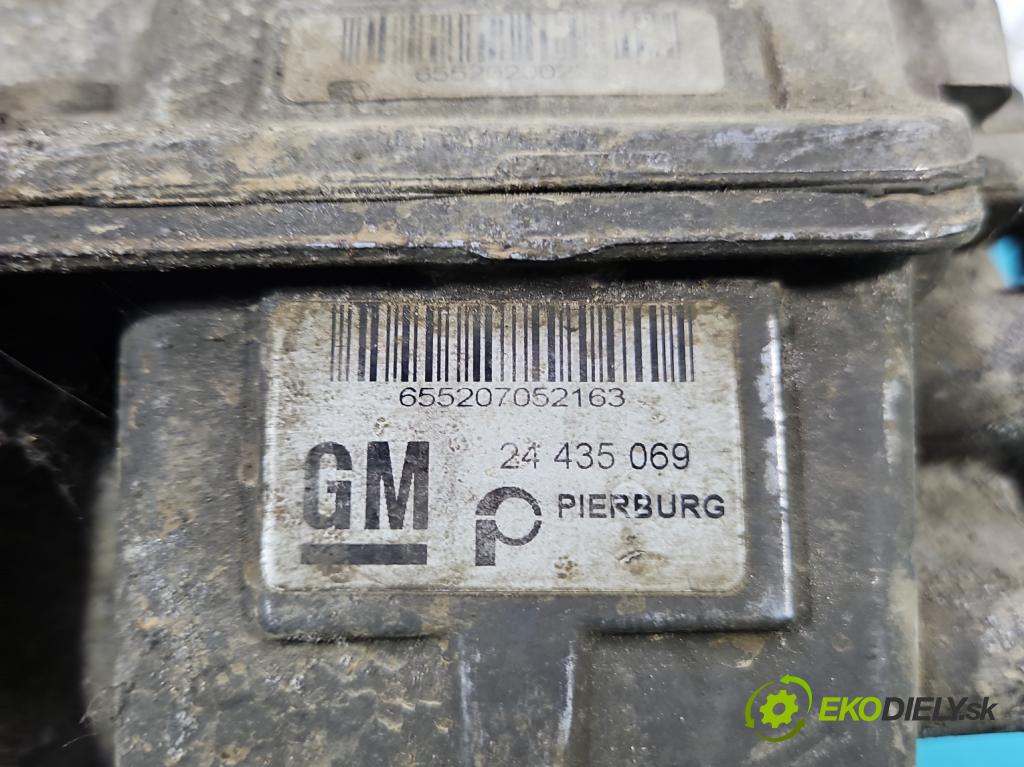 655207052163
GM
24 435 069
PIERBURG
EKODIELY.sk